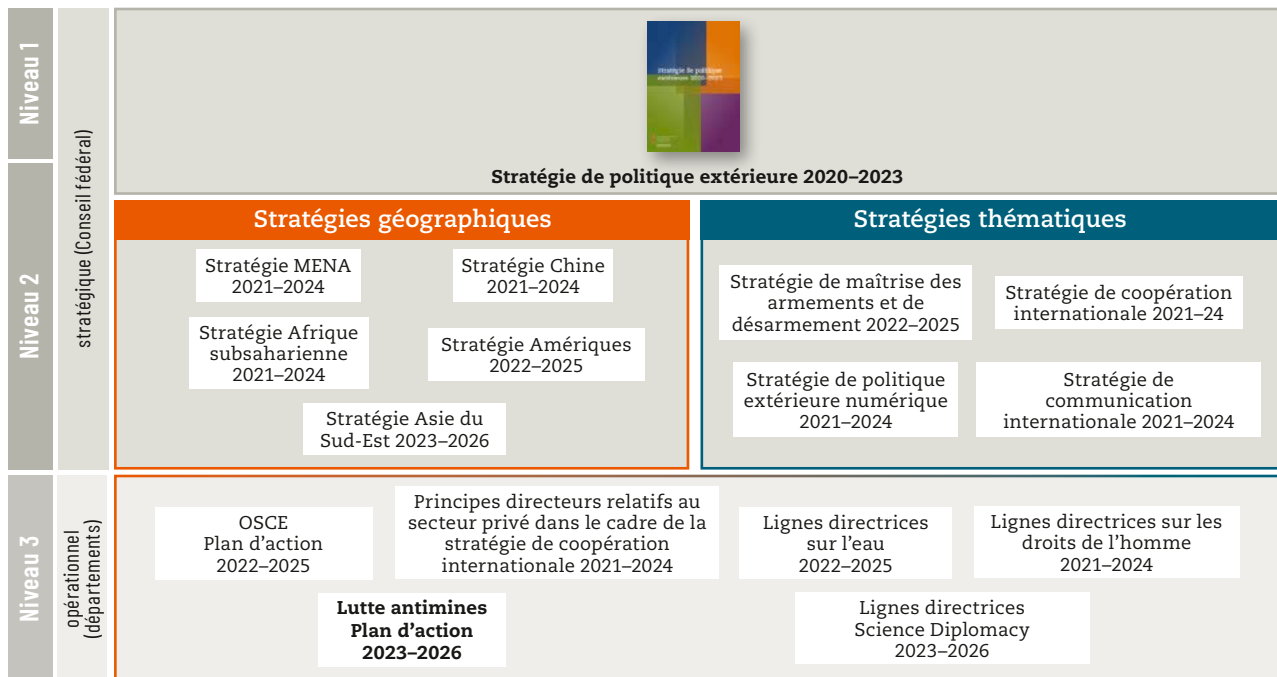 Niveau 1
Niveau 2
Niveau 3
stratégique (Conseil fédéral)
opérationnel
(départements)
Stratégie de politique
extérieure 2020–2023
Stratégie de politique extérieure 2020–2023
Stratégies géographiques
Stratégie MENA
2021–2024
Stratégie Chine
2021–2024
Stratégie Afrique
subsaharienne
2021–2024
Stratégie Amériques
2022–2025
Stratégie Asie du
Sud-Est 2023–2026
Stratégies thématiques
Stratégie de maîtrise des
armements et de
désarmement 2022–2025
Stratégie de coopération
internationale 2021–24
Stratégie de politique
extérieure numérique
2021–2024
Stratégie de
communication
internationale 2021–2024
OSCE
Plan d’action
2022–2025
Principes directeurs relatifs au
secteur privé dans le cadre de la
stratégie de coopération
internationale 2021–2024
Lignes directrices
sur l’eau
2022–2025
Lignes directrices sur les
droits de l’homme
2021–2024
Lutte antimines
Plan d’action
2023–2026
Lignes directrices
Science Diplomacy
2023–2026